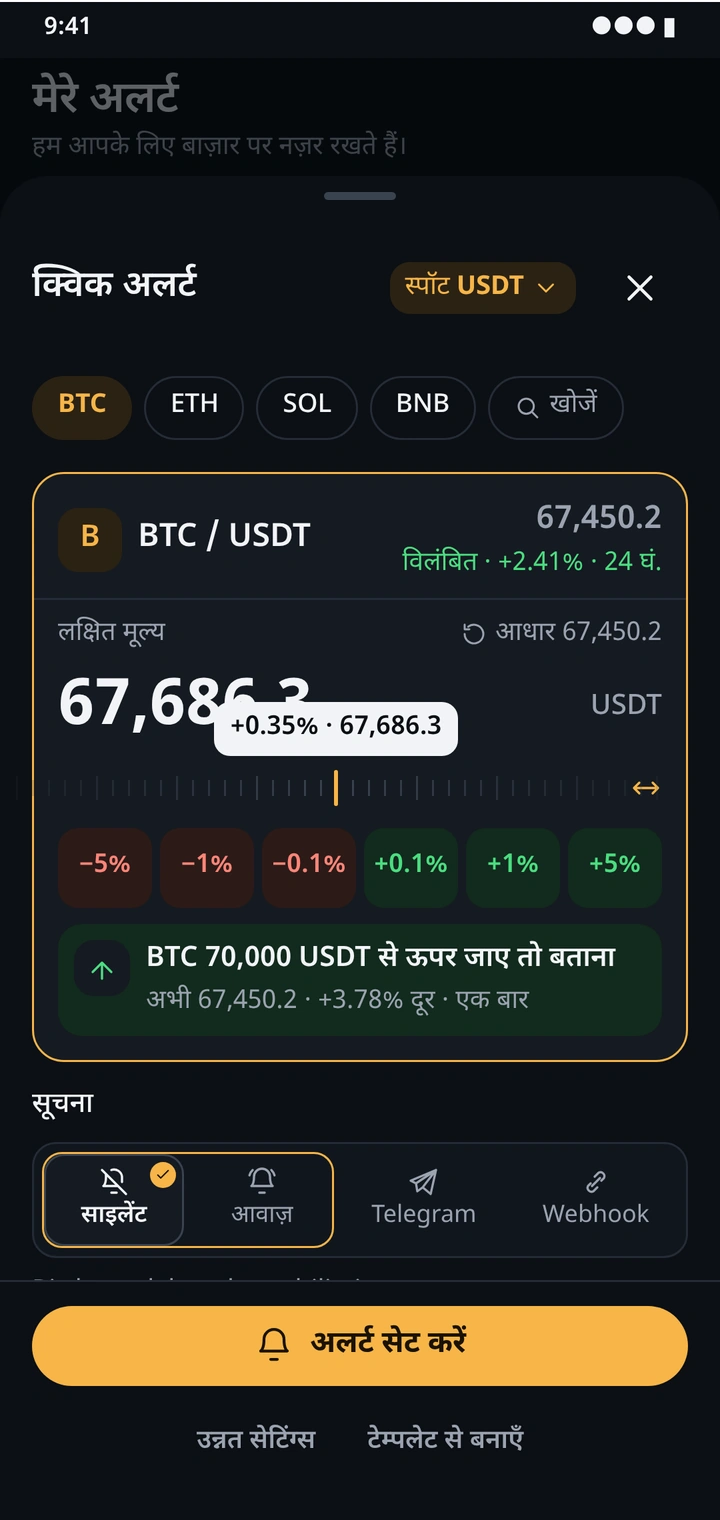 9:41
मेरे अलर्ट
हम आपके लिए बाज़ार पर नज़र रखते हैं।
क्विक अलर्ट
स्पॉट USDT
BTC ETH SOL BNB खोजें
B BTC / USDT 67,450.2
विलंबित · +2.41% · 24 घं.
लक्षित मूल्य आधार 67,450.2
67,686.3 USDT
+0.35% · 67,686.3
−5% −1% −0.1% +0.1% +1% +5%
BTC 70,000 USDT से ऊपर जाए तो बताना
अभी 67,450.2 · +3.78% दूर · एक बार
सूचना
साइलेंट आवाज़ Telegram Webhook
अलर्ट सेट करें
उन्नत सेटिंग्स टेम्पलेट से बनाएँ